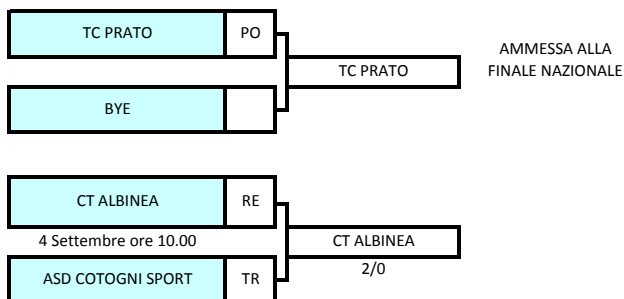 TC PRATO PO
TC PRATO
AMMESSA ALLA
FINALE NAZIONALE
BYE
CT ALBINEA RE
4 Settembre ore 10.00
CT ALBINEA
2/0
ASD COTOGNI SPORT TR